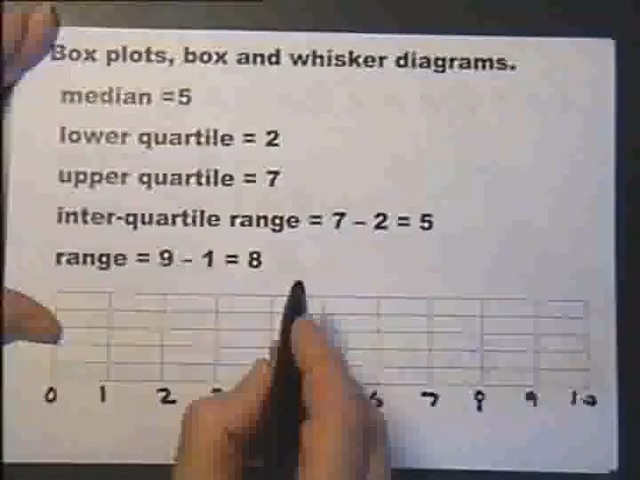 Box plots, box and whisker diagrams.
median =5
lower quartile = 2
upper quartile = 7
inter-quartile range = 7 – 2 = 5
range = 9 – 1 = 8
0 1 2 7 8 9 10